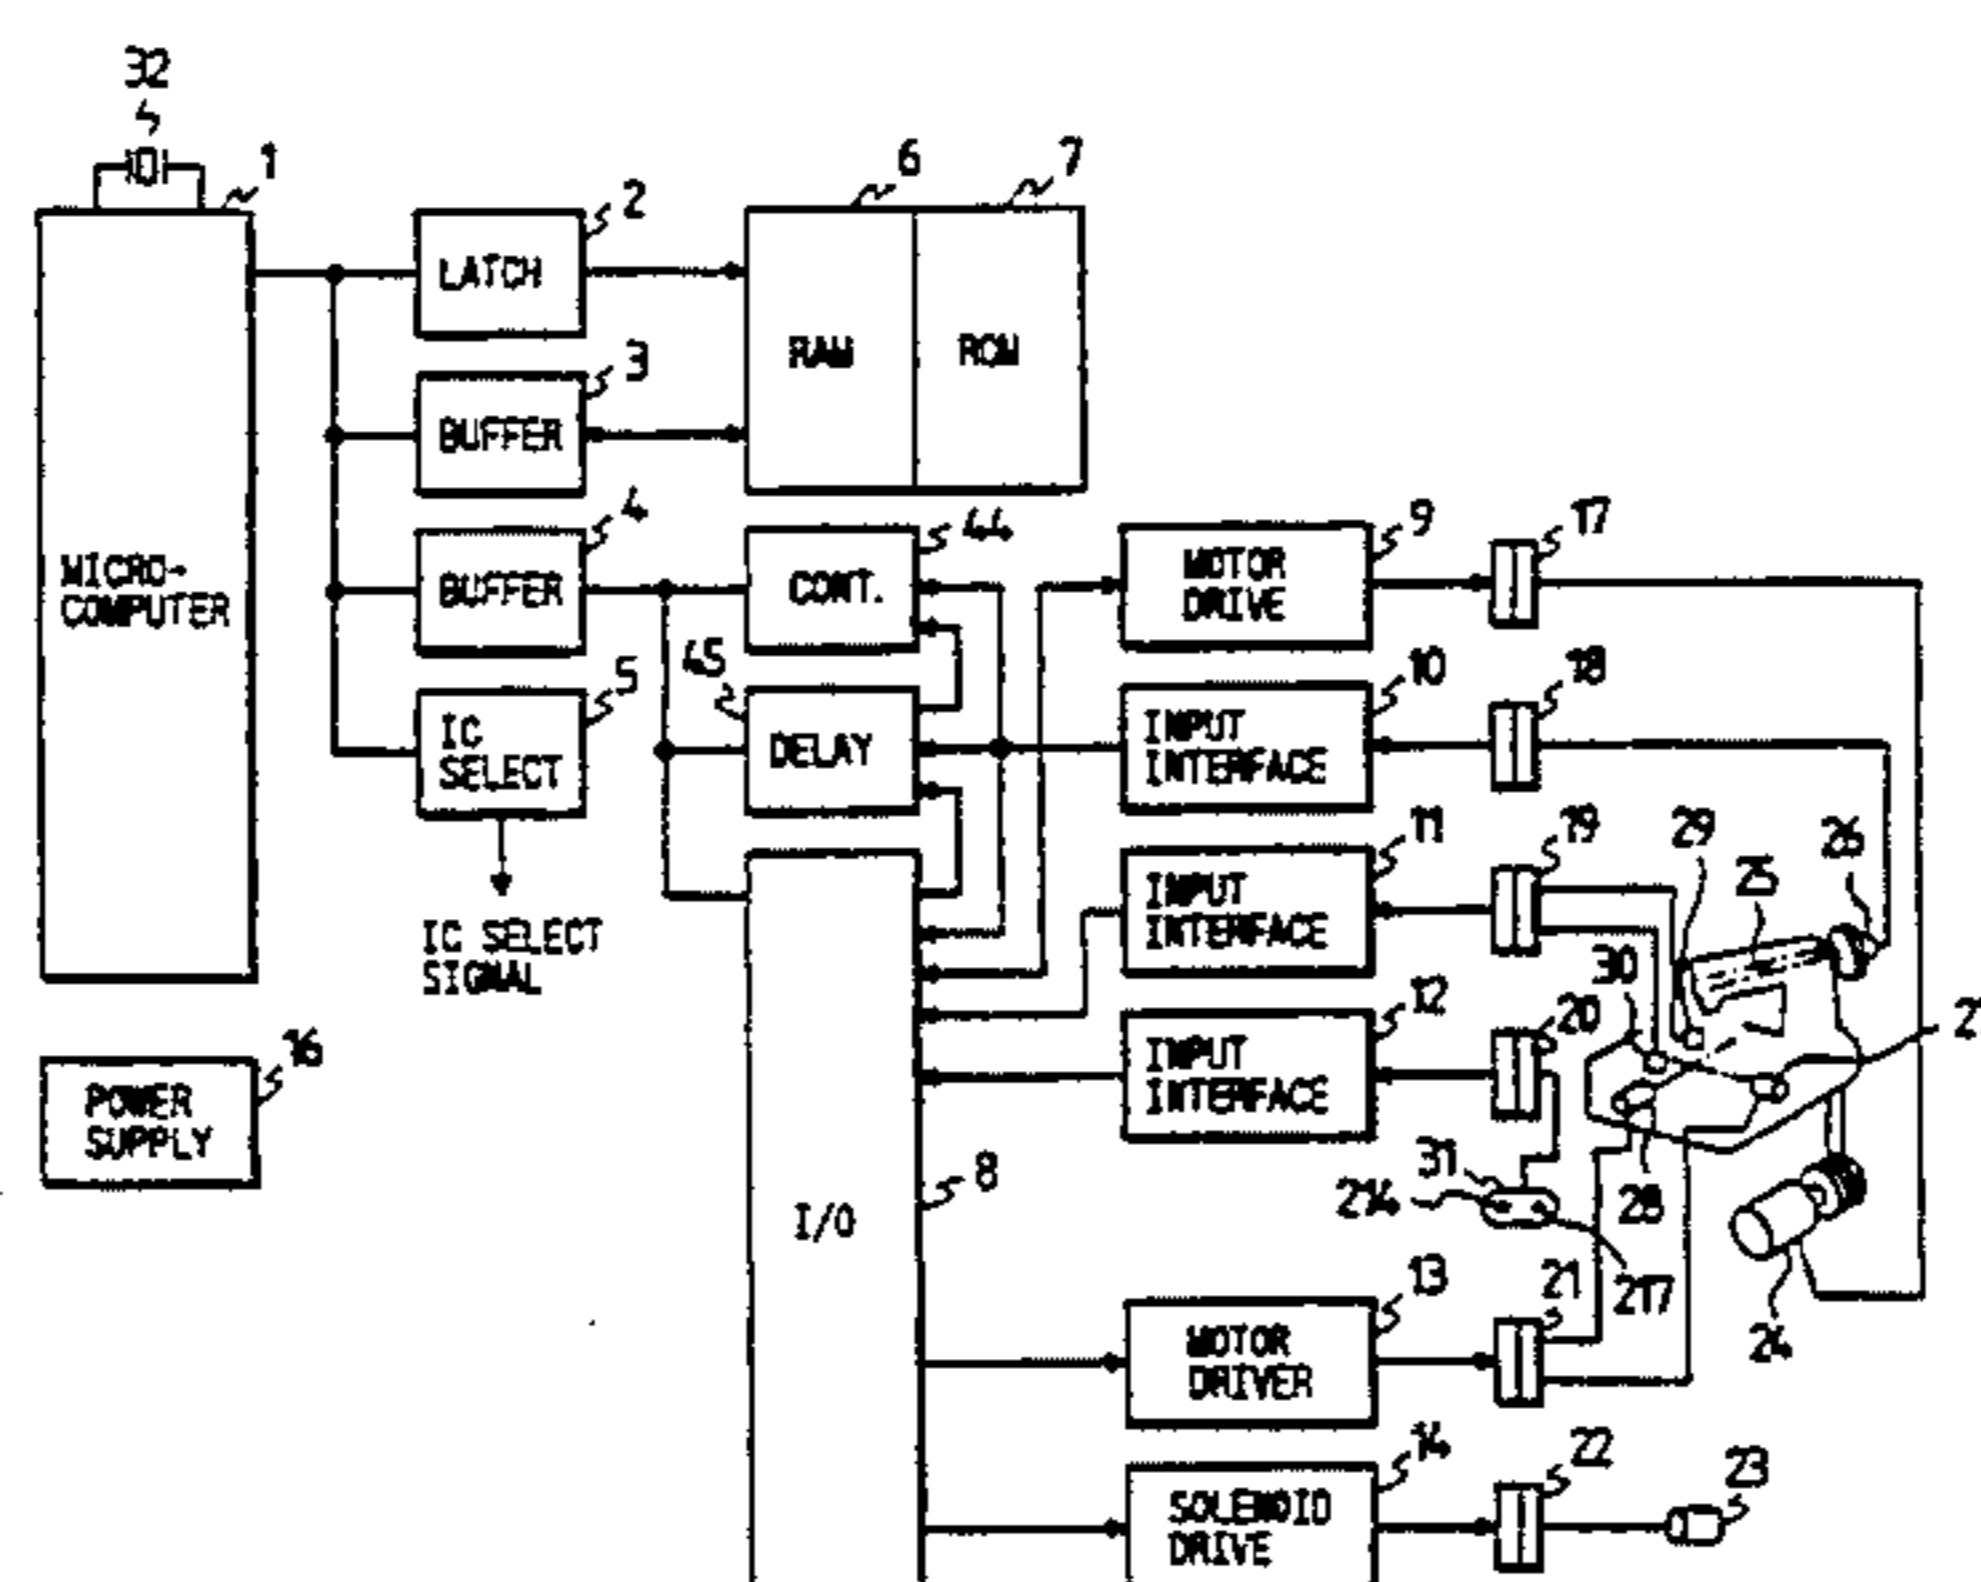 32
1
2
6
7
LATCH
3
RAM
ROM
BUFFER
4
44
9
17
MICRO-
COMPUTER
BUFFER
CONT.
MOTOR
DRIVE
5
45
10
18
IC
SELECT
DELAY
INPUT
INTERFACE
11
19
29
25
26
IC SELECT
SIGNAL
INPUT
INTERFACE
30
12
20
16
POWER
SUPPLY
INPUT
INTERFACE
31
214
28
8
I/O
13
21
217
24
MOTOR
DRIVER
14
22
23
SOLENOID
DRIVE